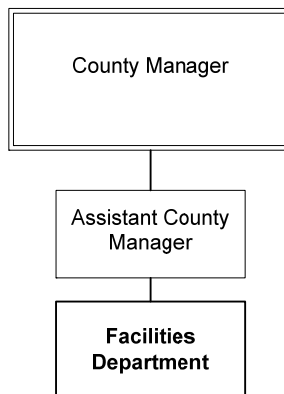 County Manager
Assistant County
Manager
Facilities
Department